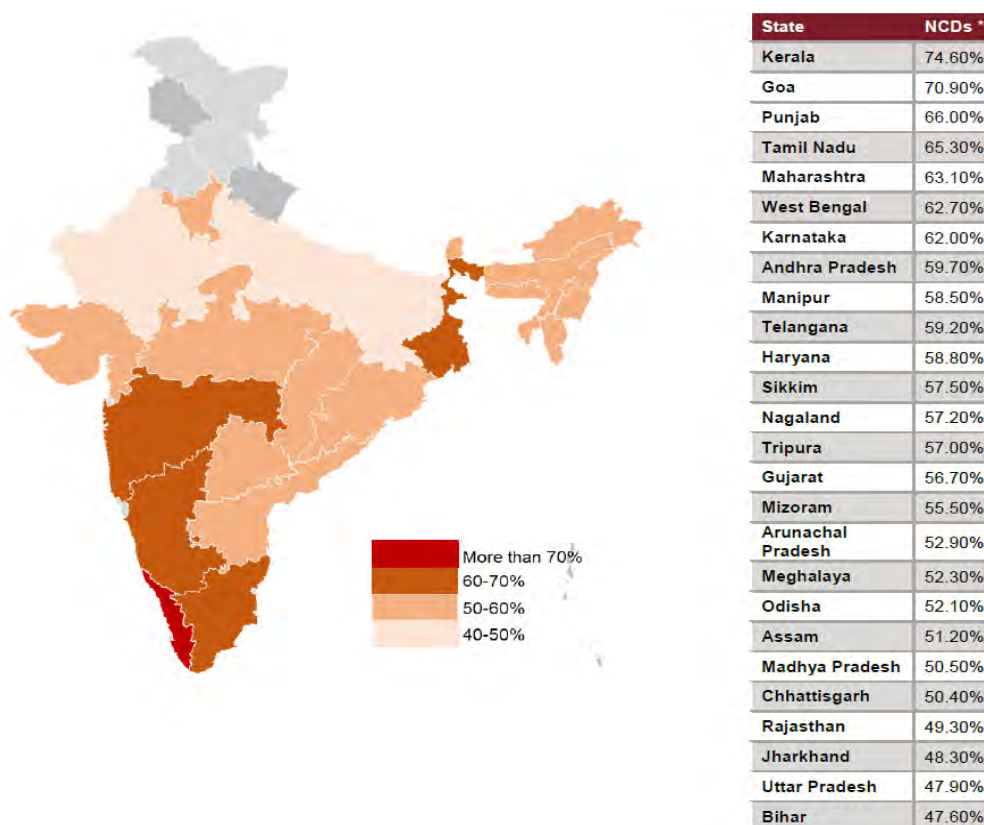 State NCDs *
Kerala 74.60%
Goa 70.90%
Punjab 66.00%
Tamil Nadu 65.30%
Maharashtra 63.10%
West Bengal 62.70%
Karnataka 62.00%
Andhra Pradesh 59.70%
Manipur 58.50%
Telangana 59.20%
Haryana 58.80%
Sikkim 57.50%
Nagaland 57.20%
Tripura 57.00%
Gujarat 56.70%
Mizoram 55.50%
Arunachal
Pradesh 52.90%
Meghalaya 52.30%
Odisha 52.10%
Assam 51.20%
Madhya Pradesh 50.50%
Chhattisgarh 50.40%
Rajasthan 49.30%
Jharkhand 48.30%
Uttar Pradesh 47.90%
Bihar 47.60%
More than 70%
60-70%
50-60%
40-50%